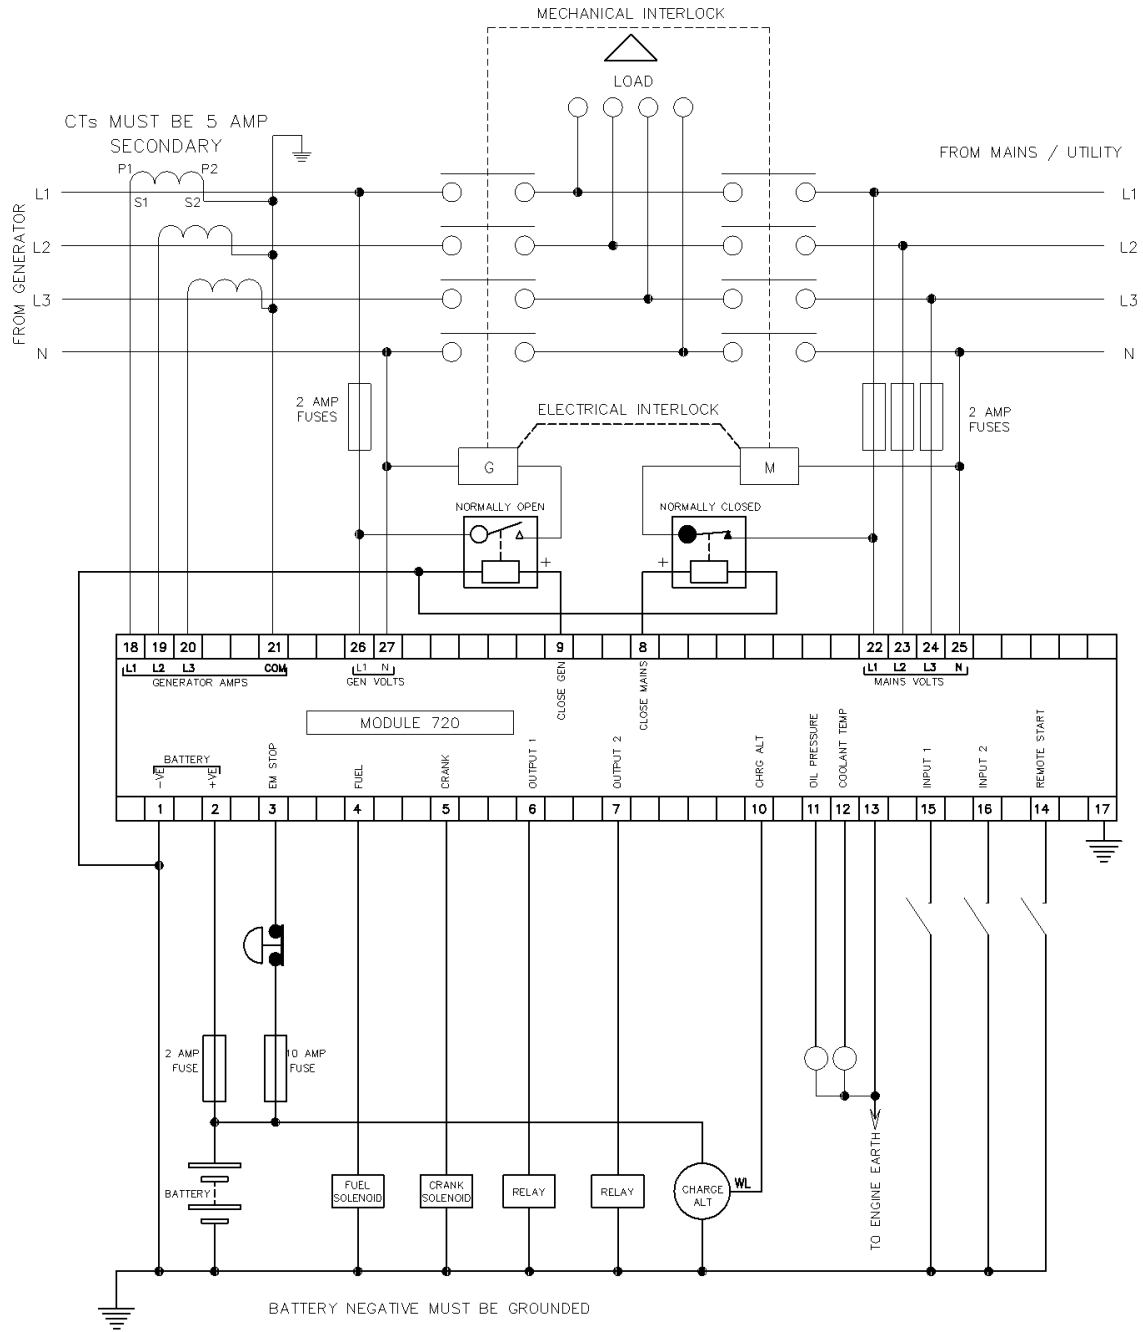 MECHANICAL INTERLOCK
LOAD
CTs MUST BE 5 AMP
SECONDARY
FROM MAINS / UTILITY
P1
P2
S1
S2
FROM GENERATOR
L1
L2
L3
N
L1
L2
L3
N
2 AMP
FUSES
ELECTRICAL INTERLOCK
2 AMP
FUSES
G
M
NORMALLY OPEN
NORMALLY CLOSED
+
+
18 19 20 21 26 27 9 8 22 23 24 25
L1 L2 L3 COM
GENERATOR AMPS
L1 N
GEN VOLTS
CLOSE GEN
CLOSE MAINS
L1 L2 L3 N
MAINS VOLTS
MODULE 720
BATTERY
-VE
+VE
EM STOP
FUEL
CRANK
OUTPUT 1
OUTPUT 2
CHRG ALT
OIL PRESSURE
COOLANT TEMP
INPUT 1
INPUT 2
REMOTE START
1 2 3 4 5 6 7 10 11 12 13 15 16 14 17
2 AMP
FUSE
10 AMP
FUSE
BATTERY
FUEL
SOLENOID
CRANK
SOLENOID
RELAY
RELAY
CHARGE
ALT
WL
TO ENGINE EARTH
BATTERY NEGATIVE MUST BE GROUNDED